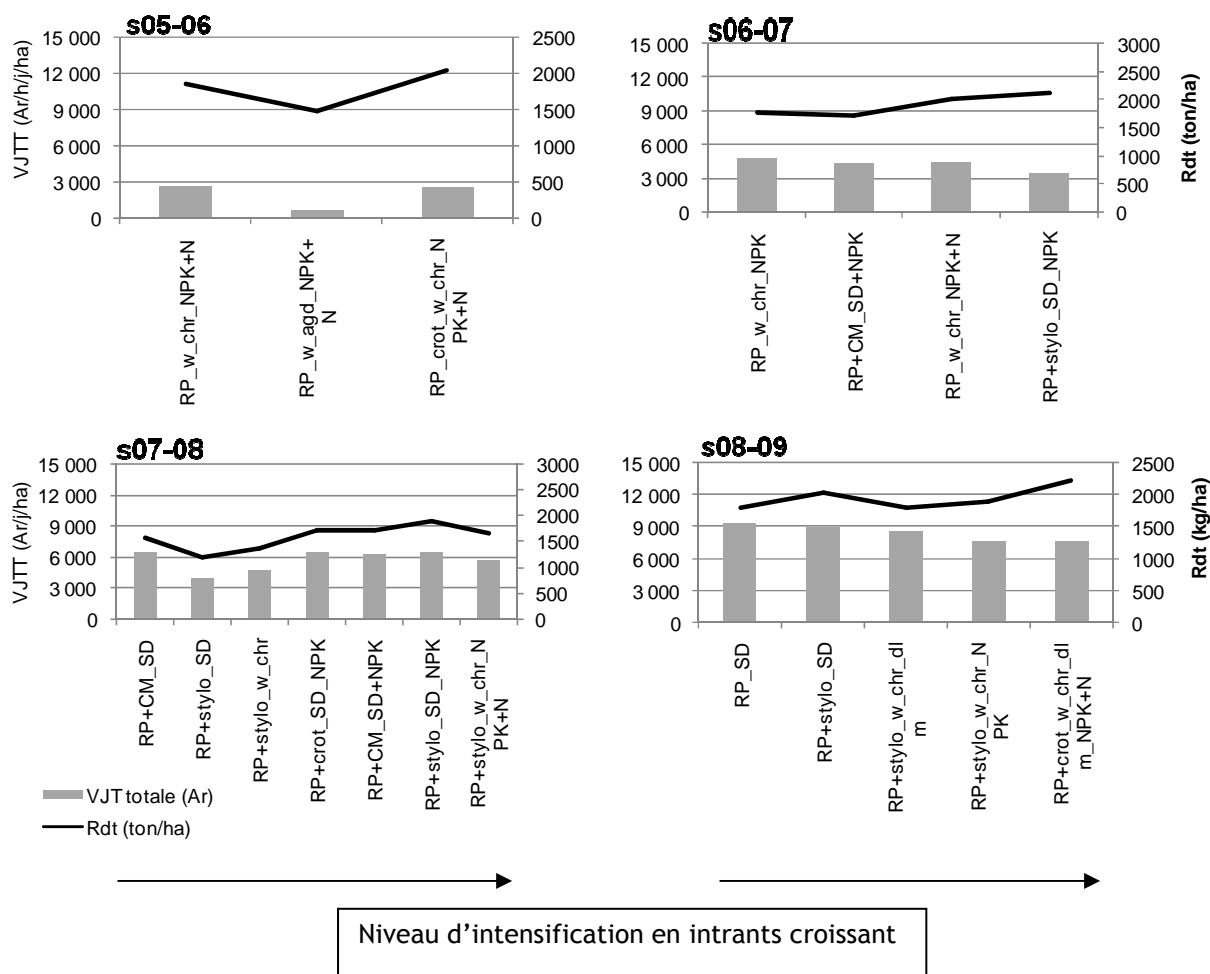 s05-06
VJTT (Ar/h/j/ha)
15 000
12 000
9 000
6 000
3 000
0
2500
2000
1500
1000
500
0
RP_w_chr_NPK+N
RP_w_agd_NPK+
N
RP_crot_w_chr_N
PK+N
s06-07
15 000
12 000
9 000
6 000
3 000
0
3000
2500
2000
1500
1000
500
0
Rdt (ton/ha)
RP_w_chr_NPK
RP+CM_SD+NPK
RP_w_chr_NPK+N
RP+stylo_SD_NPK
s07-08
VJTT (Ar/j/ha)
15 000
12 000
9 000
6 000
3 000
0
3000
2500
2000
1500
1000
500
0
RP+CM_SD
RP+stylo_SD
RP+stylo_w_chr
RP+crot_SD_NPK
RP+CM_SD+NPK
RP+stylo_SD_NPK
RP+stylo_w_chr_N
PK+N
s08-09
15 000
12 000
9 000
6 000
3 000
0
2500
2000
1500
1000
500
0
Rdt (kg/ha)
RP_SD
RP+stylo_SD
RP+stylo_w_chr_dl
m
RP+stylo_w_chr_N
PK
RP+crot_w_chr_dl
m_NPK+N
VJT totale (Ar)
Rdt (ton/ha)
Niveau d’intensification en intrants croissant